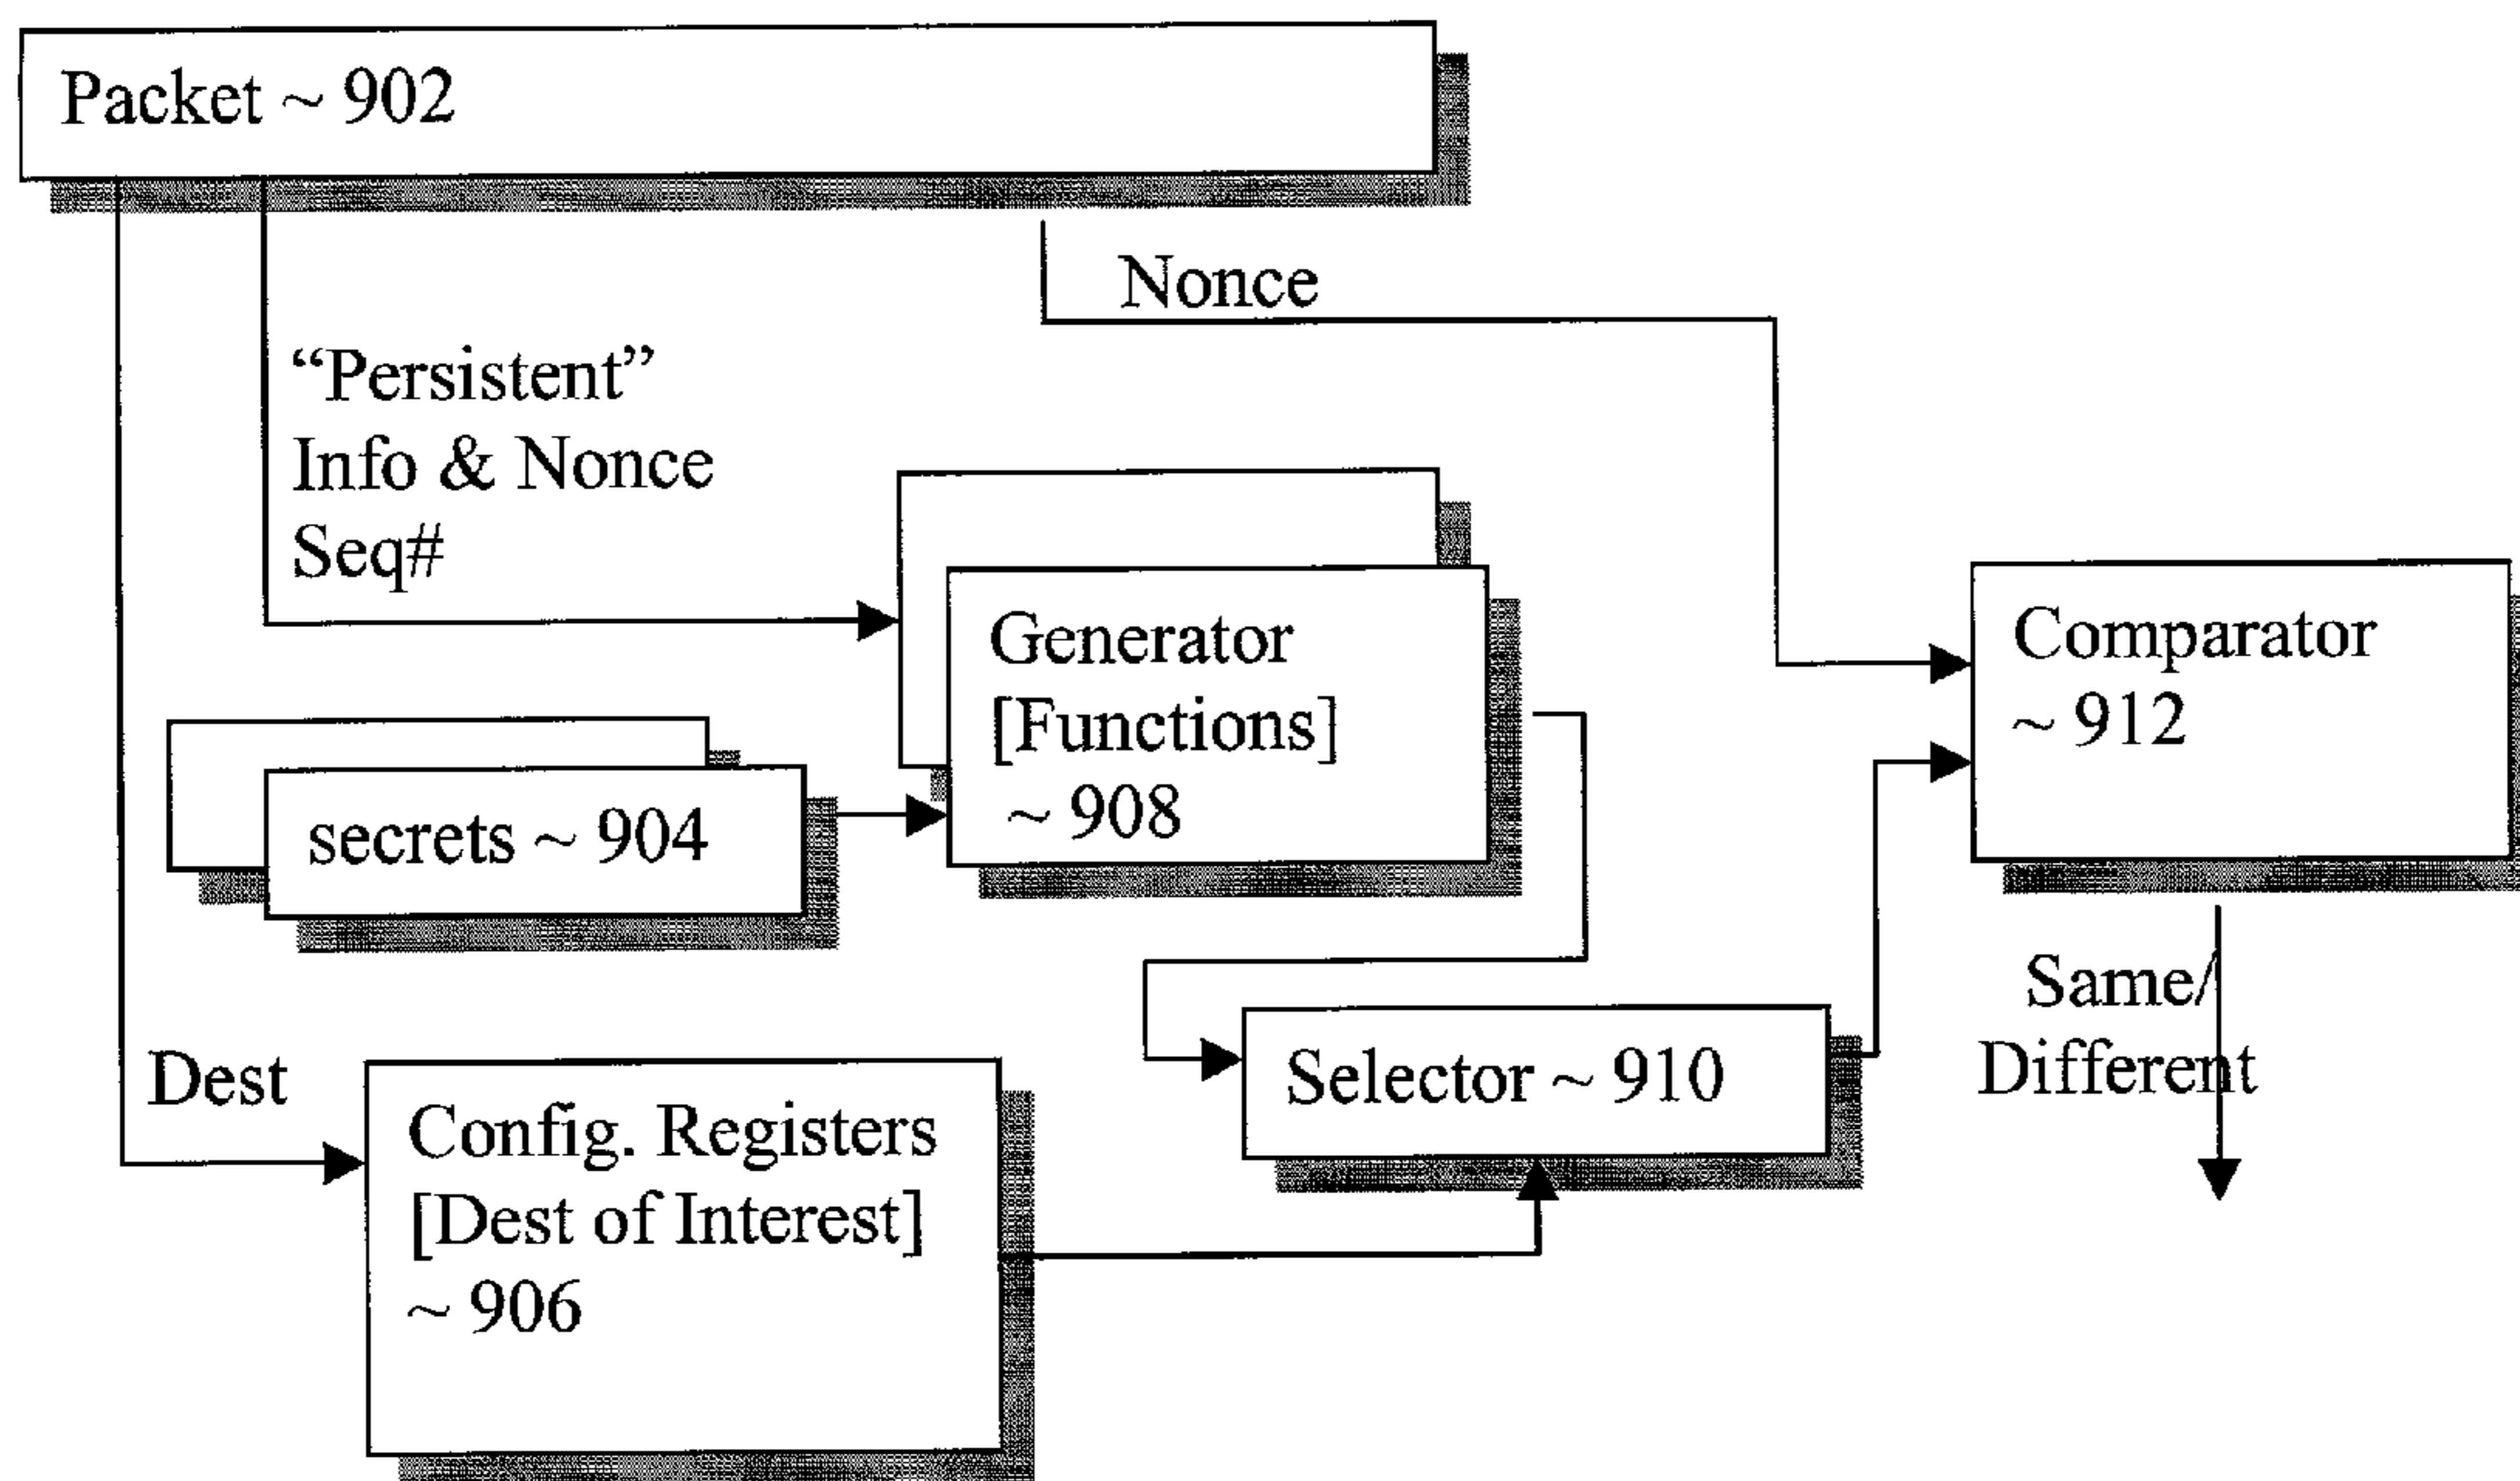 Packet ~ 902
Nonce
“Persistent”
Info & Nonce
Seq#
Generator
[Functions]
~ 908
Comparator
~ 912
secrets ~ 904
Same/
Different
Dest
Config. Registers
[Dest of Interest]
~ 906
Selector ~ 910